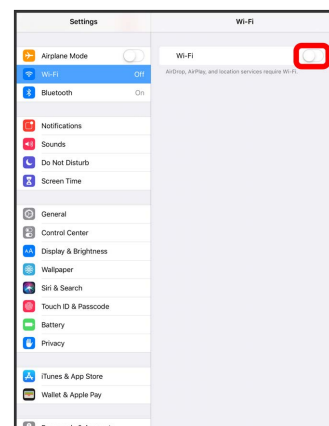 Settings
Wi-Fi
Airplane Mode
Wi-Fi
Off
Bluetooth
On
Notifications
Sounds
Do Not Disturb
Screen Time
General
Control Center
AA
Display & Brightness
Wallpaper
Siri & Search
Touch ID & Passcode
Battery
Privacy
iTunes & App Store
Wallet & Apple Pay
Wi-Fi
AirDrop, AirPlay, and location services require Wi-Fi.